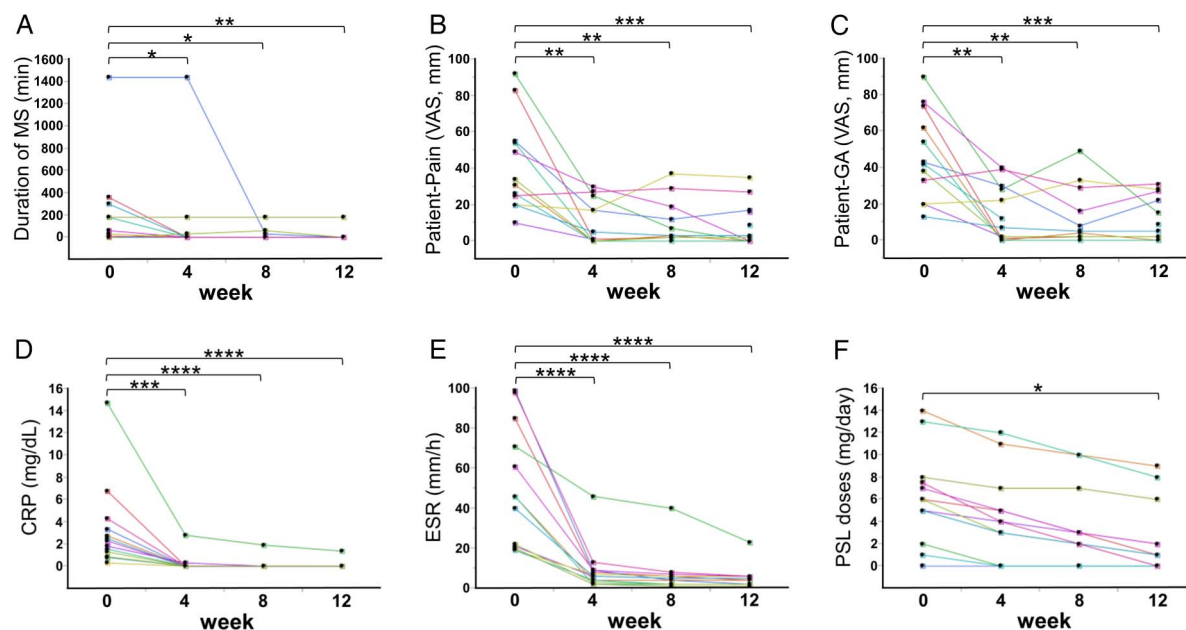 A
**
*
*
Duration of MS (min)
1600
1400
1200
1000
800
600
400
200
0
0 4 8 12
week
B
***
**
**
Patient-Pain (VAS, mm)
100
80
60
40
20
0
0 4 8 12
week
C
***
**
**
Patient-GA (VAS, mm)
100
80
60
40
20
0
0 4 8 12
week
D
****
****
***
CRP (mg/dL)
16
14
12
10
8
6
4
2
0
0 4 8 12
week
E
****
****
****
ESR (mm/h)
100
80
60
40
20
0
0 4 8 12
week
F
*
PSL doses (mg/day)
16
14
12
10
8
6
4
2
0
0 4 8 12
week